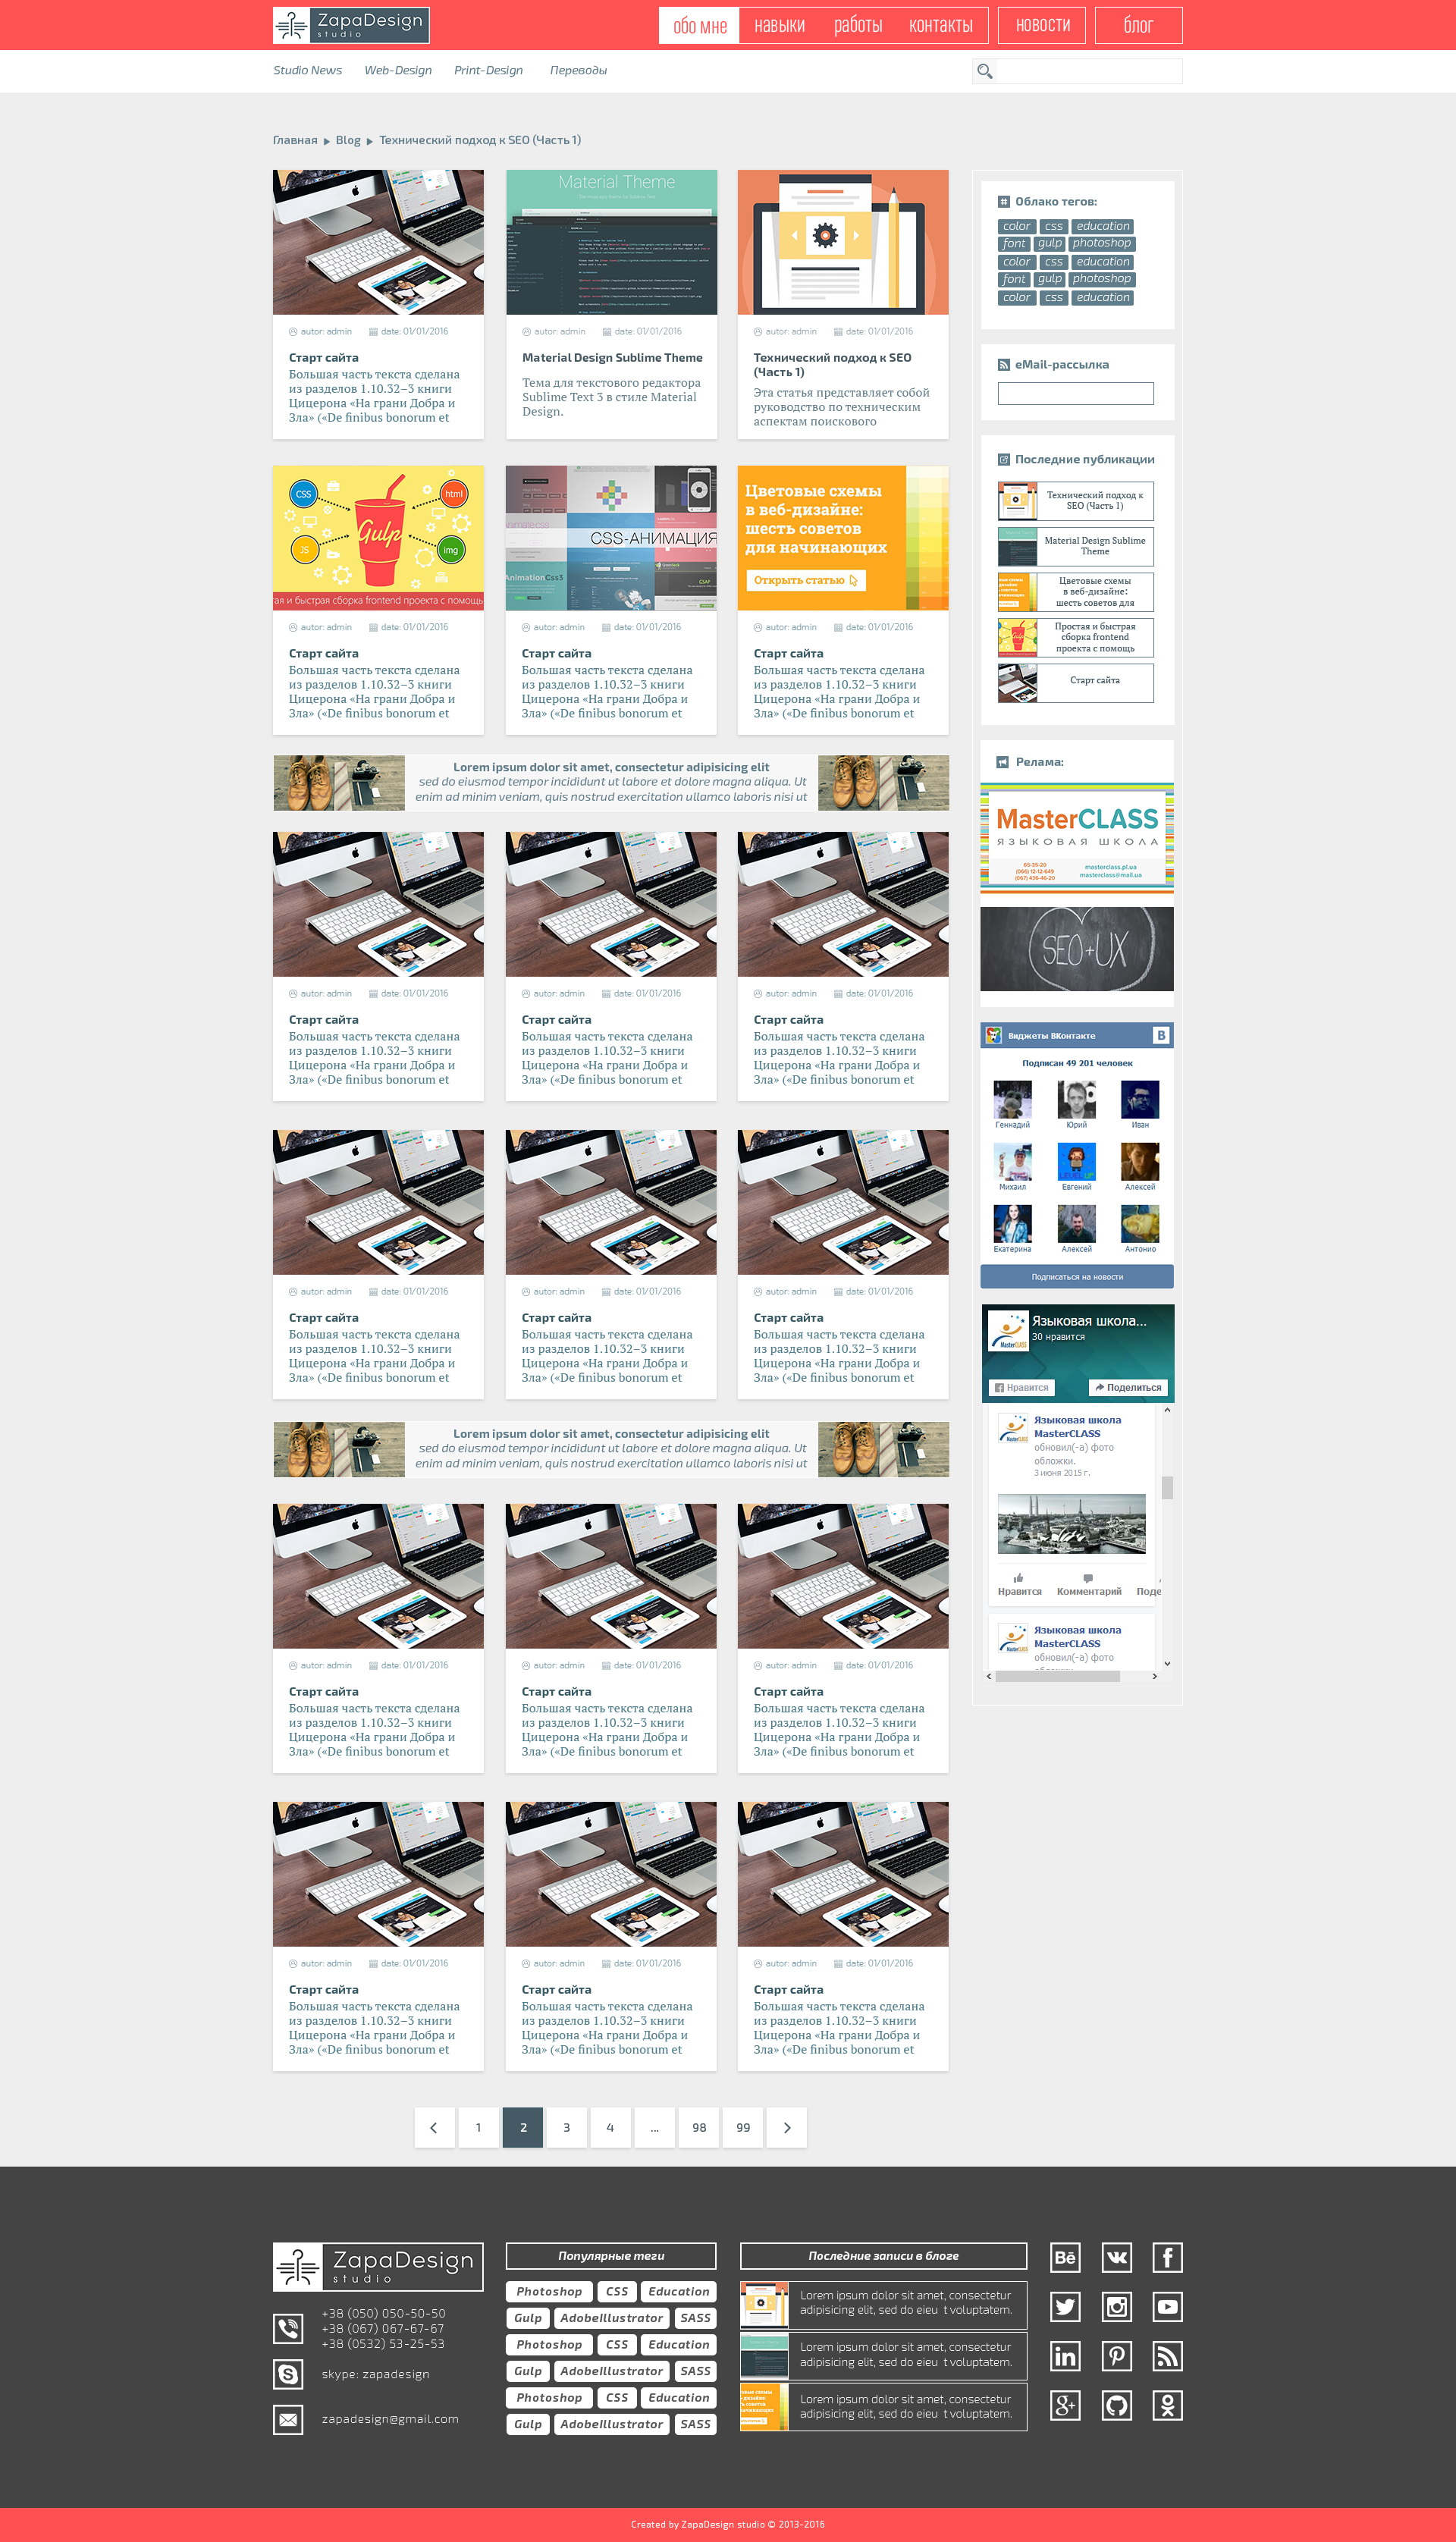 ZapaDesign
studio
обо мне
навыки
работы
контакты
новости
блог
Studio News
Web-Design
Print-Design
Переводы
Главная Blog Технический подход к SEO (Часть 1)
Material Theme
autor: admin date: 01/01/2016
Старт сайта
Большая часть текста сделана
из разделов 1.10.32–3 книги
Цицерона «На грани Добра и
Зла» («De finibus bonorum et
autor: admin date: 01/01/2016
Material Design Sublime Theme
Тема для текстового редактора
Sublime Text 3 в стиле Material
Design.
autor: admin date: 01/01/2016
Технический подход к SEO
(Часть 1)
Эта статья представляет собой
руководство по техническим
аспектам поискового
CSS
html
JS
img
Gulp
тая и быстрая сборка frontend проекта с помощь
autor: admin date: 01/01/2016
Старт сайта
Большая часть текста сделана
из разделов 1.10.32–3 книги
Цицерона «На грани Добра и
Зла» («De finibus bonorum et
CSS-АНИМАЦИЯ
AnimationCss3
GSAP
autor: admin date: 01/01/2016
Старт сайта
Большая часть текста сделана
из разделов 1.10.32–3 книги
Цицерона «На грани Добра и
Зла» («De finibus bonorum et
Цветовые схемы
в веб-дизайне:
шесть советов
для начинающих
Открыть статью
autor: admin date: 01/01/2016
Старт сайта
Большая часть текста сделана
из разделов 1.10.32–3 книги
Цицерона «На грани Добра и
Зла» («De finibus bonorum et
Lorem ipsum dolor sit amet, consectetur adipisicing elit
sed do eiusmod tempor incididunt ut labore et dolore magna aliqua. Ut
enim ad minim veniam, quis nostrud exercitation ullamco laboris nisi ut
autor: admin date: 01/01/2016
Старт сайта
Большая часть текста сделана
из разделов 1.10.32–3 книги
Цицерона «На грани Добра и
Зла» («De finibus bonorum et
autor: admin date: 01/01/2016
Старт сайта
Большая часть текста сделана
из разделов 1.10.32–3 книги
Цицерона «На грани Добра и
Зла» («De finibus bonorum et
autor: admin date: 01/01/2016
Старт сайта
Большая часть текста сделана
из разделов 1.10.32–3 книги
Цицерона «На грани Добра и
Зла» («De finibus bonorum et
autor: admin date: 01/01/2016
Старт сайта
Большая часть текста сделана
из разделов 1.10.32–3 книги
Цицерона «На грани Добра и
Зла» («De finibus bonorum et
autor: admin date: 01/01/2016
Старт сайта
Большая часть текста сделана
из разделов 1.10.32–3 книги
Цицерона «На грани Добра и
Зла» («De finibus bonorum et
autor: admin date: 01/01/2016
Старт сайта
Большая часть текста сделана
из разделов 1.10.32–3 книги
Цицерона «На грани Добра и
Зла» («De finibus bonorum et
Lorem ipsum dolor sit amet, consectetur adipisicing elit
sed do eiusmod tempor incididunt ut labore et dolore magna aliqua. Ut
enim ad minim veniam, quis nostrud exercitation ullamco laboris nisi ut
autor: admin date: 01/01/2016
Старт сайта
Большая часть текста сделана
из разделов 1.10.32–3 книги
Цицерона «На грани Добра и
Зла» («De finibus bonorum et
autor: admin date: 01/01/2016
Старт сайта
Большая часть текста сделана
из разделов 1.10.32–3 книги
Цицерона «На грани Добра и
Зла» («De finibus bonorum et
autor: admin date: 01/01/2016
Старт сайта
Большая часть текста сделана
из разделов 1.10.32–3 книги
Цицерона «На грани Добра и
Зла» («De finibus bonorum et
autor: admin date: 01/01/2016
Старт сайта
Большая часть текста сделана
из разделов 1.10.32–3 книги
Цицерона «На грани Добра и
Зла» («De finibus bonorum et
autor: admin date: 01/01/2016
Старт сайта
Большая часть текста сделана
из разделов 1.10.32–3 книги
Цицерона «На грани Добра и
Зла» («De finibus bonorum et
autor: admin date: 01/01/2016
Старт сайта
Большая часть текста сделана
из разделов 1.10.32–3 книги
Цицерона «На грани Добра и
Зла» («De finibus bonorum et
1 2 3 4 ... 98 99
Облако тегов:
color css education
font gulp photoshop
color css education
font gulp photoshop
color css education
eMail-рассылка
Последние публикации
Технический подход к
SEO (Часть 1)
Material Design Sublime
Theme
Цветовые схемы
в веб-дизайне:
шесть советов для
Простая и быстрая
сборка frontend
проекта с помощь
Старт сайта
Релама:
MasterCLASS
ЯЗЫКОВАЯ ШКОЛА
65-35-20
(066) 12-12-649
(067) 436-46-20
masterclass.pl.ua
masterclass@mail.ua
SEO+UX
Виджеты ВКонтакте B
Подписан 49 201 человек
Геннадий Юрий Иван
Михаил Евгений Алексей
Екатерина Алексей Антонио
Подписаться на новости
MasterCLASS
Языковая школа...
30 нравится
Нравится Поделиться
Языковая школа
MasterCLASS
обновил(-а) фото
обложки.
3 июня 2015 г.
Нравится Комментарий Поде
Языковая школа
MasterCLASS
обновил(-а) фото
обложки
ZapaDesign
studio
+38 (050) 050-50-50
+38 (067) 067-67-67
+38 (0532) 53-25-53
skype: zapadesign
zapadesign@gmail.com
Популярные теги
Photoshop CSS Education
Gulp AdobeIllustrator SASS
Photoshop CSS Education
Gulp AdobeIllustrator SASS
Photoshop CSS Education
Gulp AdobeIllustrator SASS
Последние записи в блоге
Lorem ipsum dolor sit amet, consectetur
adipisicing elit, sed do eieu t voluptatem.
Lorem ipsum dolor sit amet, consectetur
adipisicing elit, sed do eieu t voluptatem.
Lorem ipsum dolor sit amet, consectetur
adipisicing elit, sed do eieu t voluptatem.
Created by ZapaDesign studio © 2013-2016